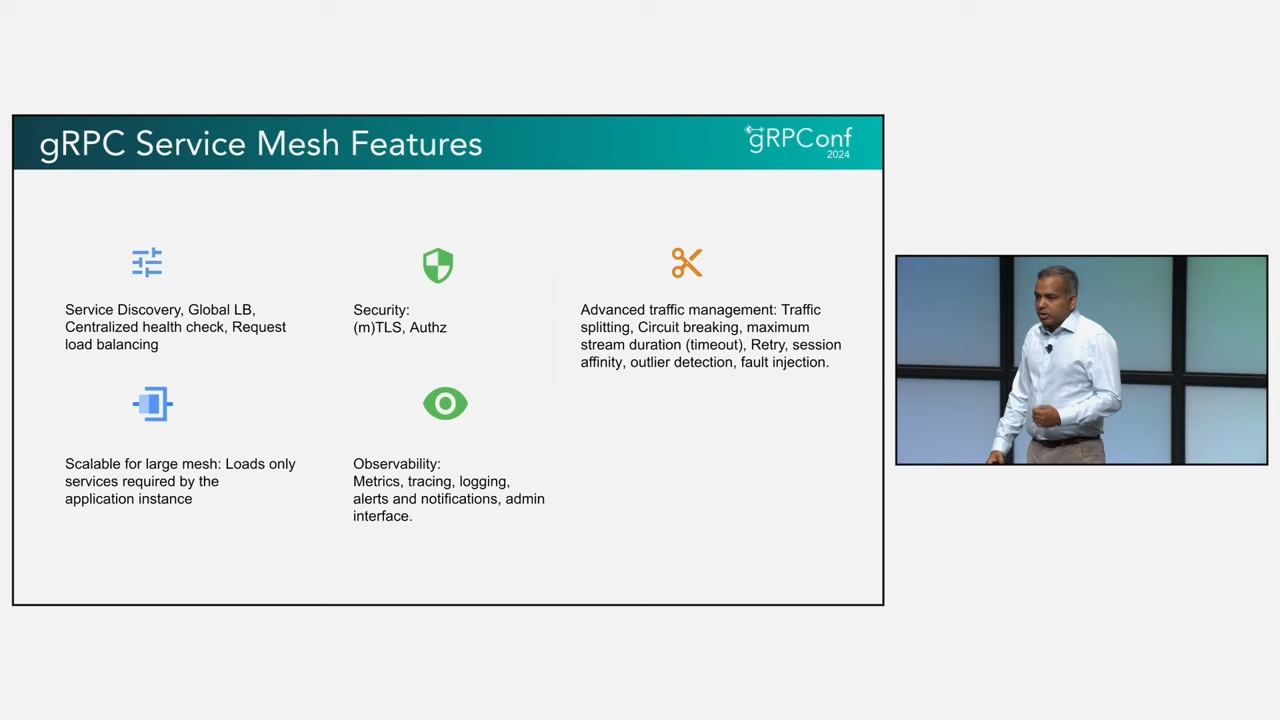 gRPC Service Mesh Features
gRPConf
2024
Service Discovery, Global LB,
Centralized health check, Request
load balancing
Security:
(m)TLS, Authz
Advanced traffic management: Traffic
splitting, Circuit breaking, maximum
stream duration (timeout), Retry, session
affinity, outlier detection, fault injection.
Scalable for large mesh: Loads only
services required by the
application instance
Observability:
Metrics, tracing, logging,
alerts and notifications, admin
interface.